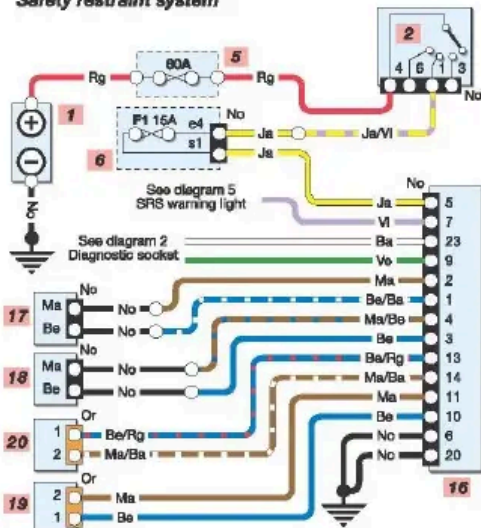 Safety restraint system
2
5
60A
Rg
Rg
4 6 1 3
No
1
F1 15A
e4
s1
No
Ja
Ja/Vi
Ja
6
No
See diagram 5
SRS warning light
See diagram 2
Diagnostic socket
No
Ja 5
Vi 7
Ba 23
Ve 9
Ma 2
Be/Ba 1
Ma/Be 4
Be 3
Be/Rg 13
Ma/Ba 14
Ma 11
Be 10
No 6
No 20
16
No
17
Ma No
Be No
No
18
Ma No
Be No
Or
20
1 Be/Rg
2 Ma/Ba
Or
19
2 Ma
1 Be